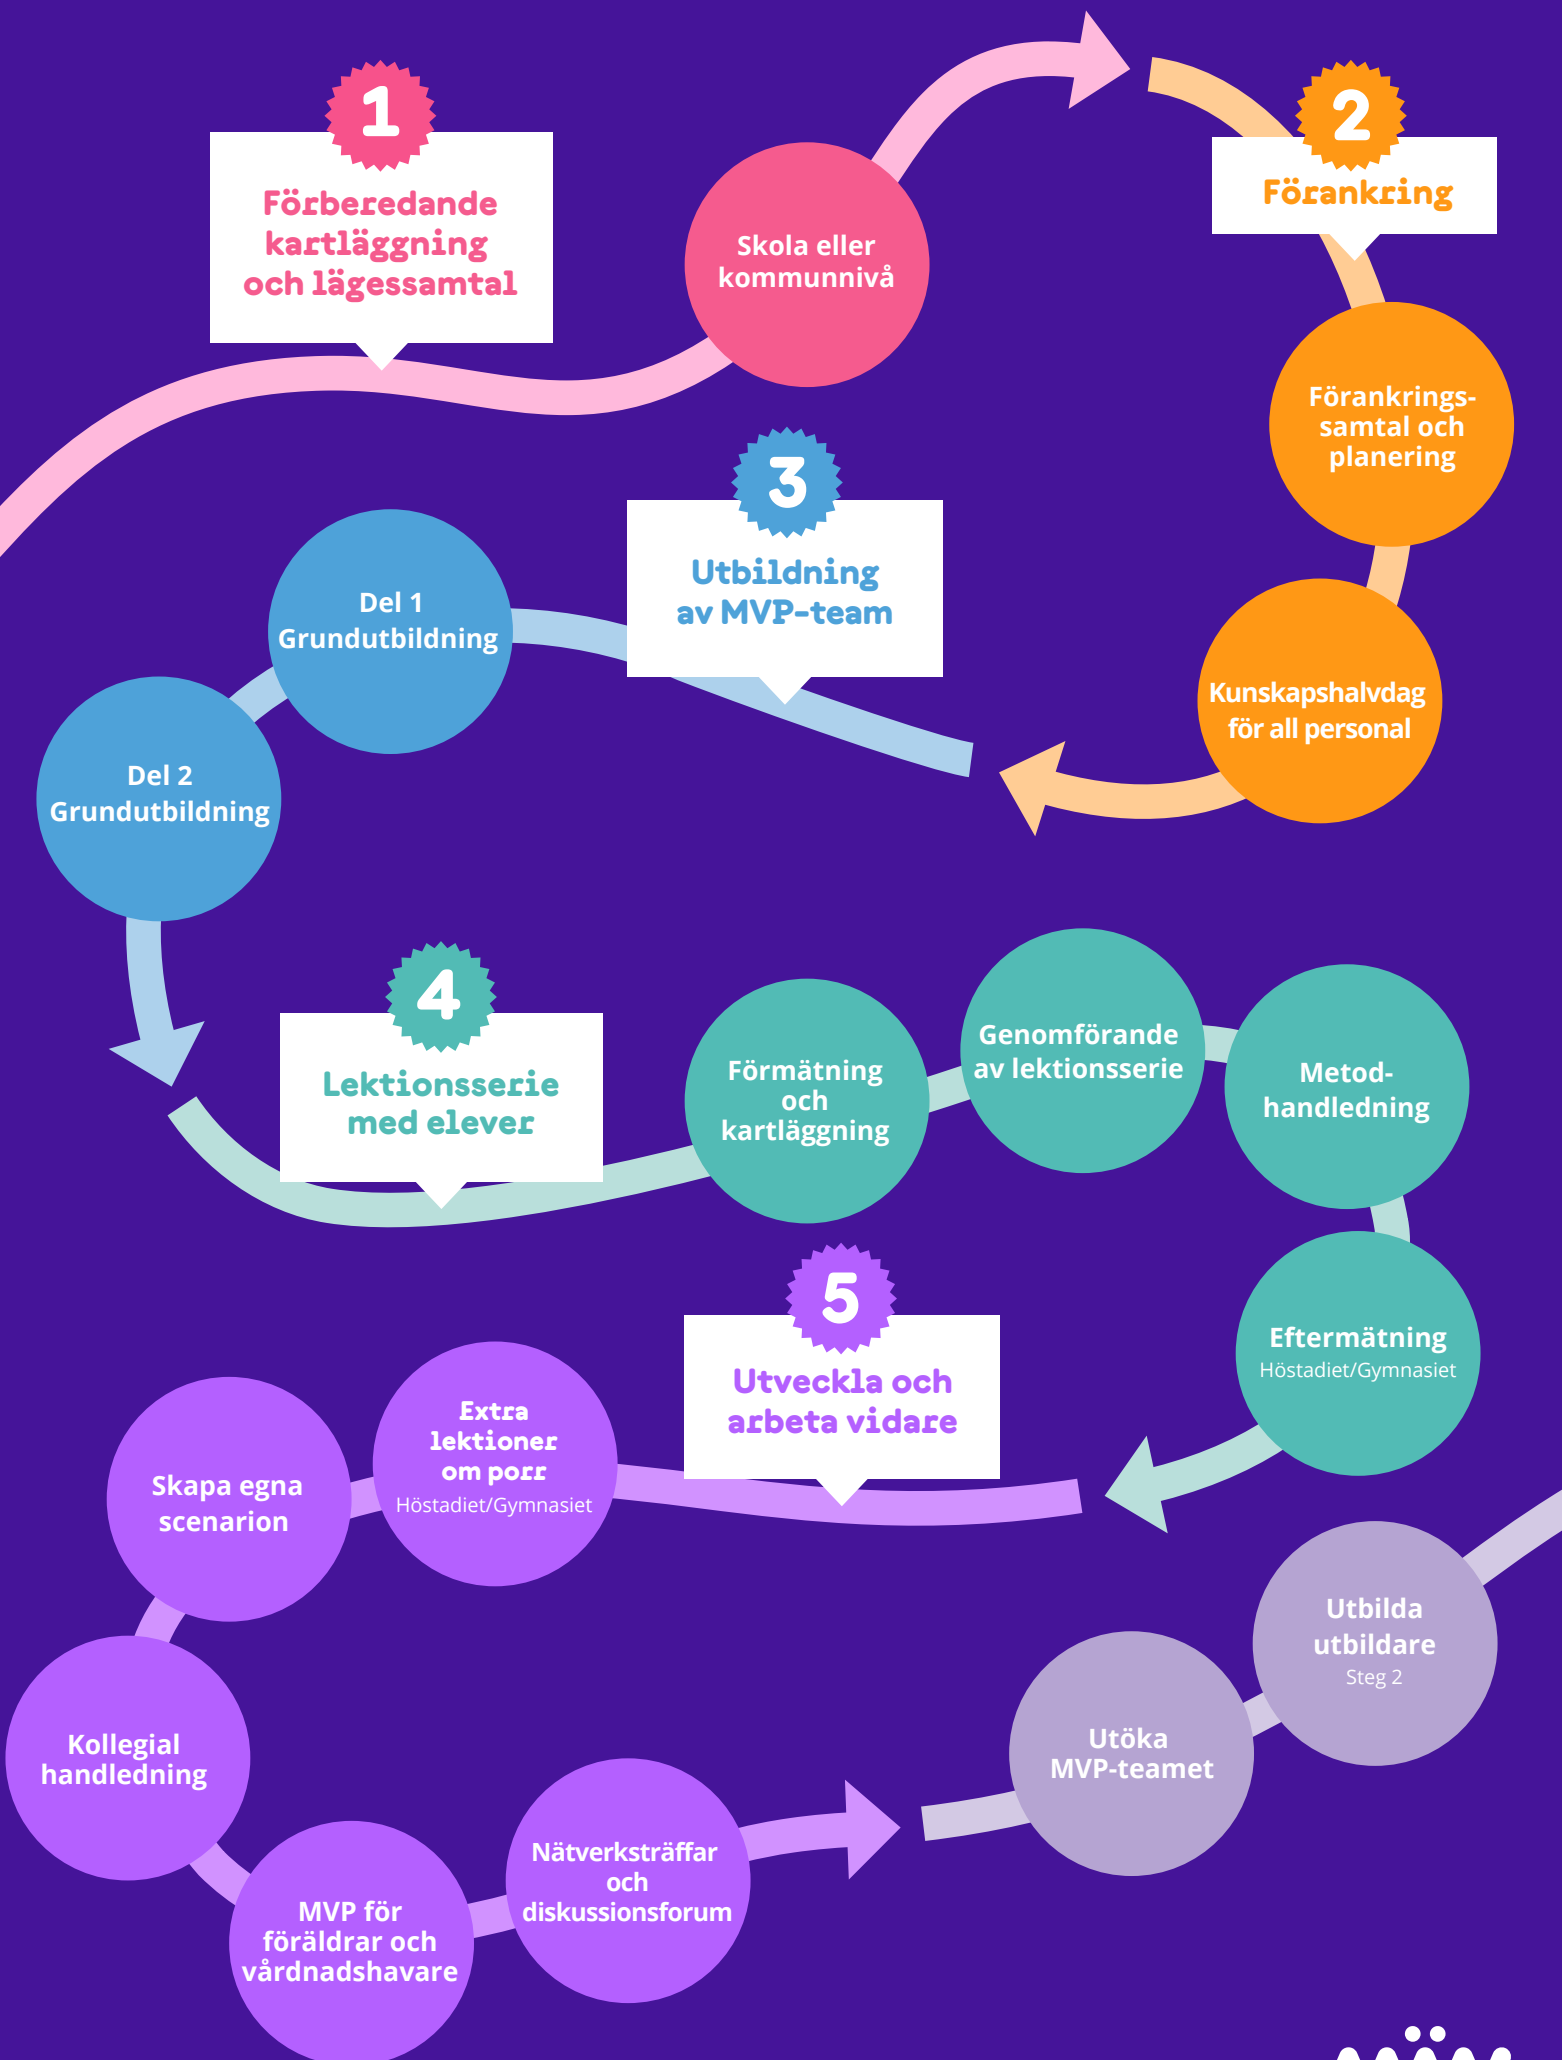 1
Förberedande
kartläggning
och lägessamtal
Skola eller
kommunnivå
2
Förankring
Förankrings-
samtal och
planering
Kunskapshalvdag
för all personal
3
Utbildning
av MVP-team
Del 1
Grundutbildning
Del 2
Grundutbildning
4
Lektionsserie
med elever
Förmätning
och
kartläggning
Genomförande
av lektionsserie
Metod-
handledning
Eftermätning
Höstadiet/Gymnasiet
5
Utveckla och
arbeta vidare
Extra
lektioner
om porr
Höstadiet/Gymnasiet
Skapa egna
scenarion
Kollegial
handledning
MVP för
föräldrar och
vårdnadshavare
Nätverksträffar
och
diskussionsforum
Utöka
MVP-teamet
Utbilda
utbildare
Steg 2